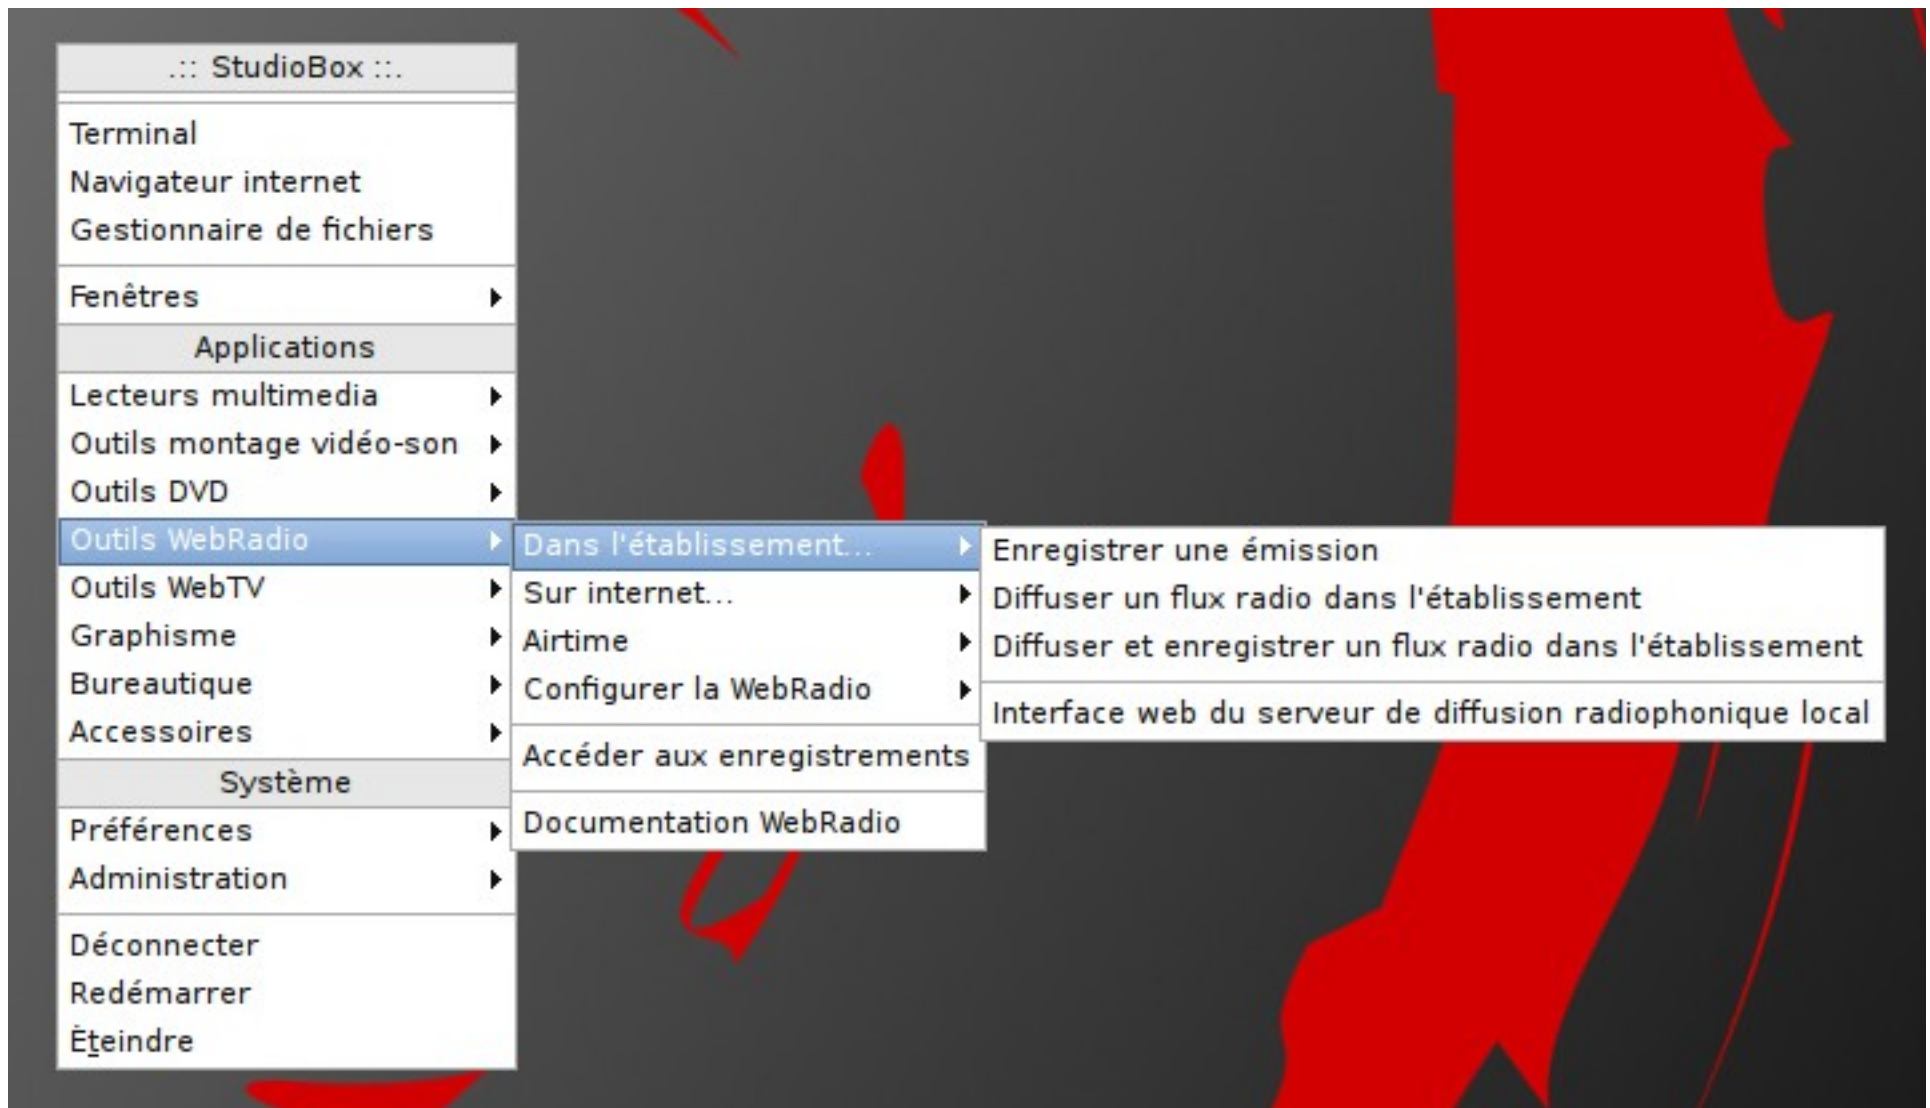 .:: StudioBox ::.
Terminal
Navigateur internet
Gestionnaire de fichiers
Fenêtres
Applications
Lecteurs multimedia
Outils montage vidéo-son
Outils DVD
Outils WebRadio
Outils WebTV
Graphisme
Bureautique
Accessoires
Système
Préférences
Administration
Déconnecter
Redémarrer
Éteindre
Dans l'établissement...
Sur internet...
Airtime
Configurer la WebRadio
Accéder aux enregistrements
Documentation WebRadio
Enregistrer une émission
Diffuser un flux radio dans l'établissement
Diffuser et enregistrer un flux radio dans l'établissement
Interface web du serveur de diffusion radiophonique local